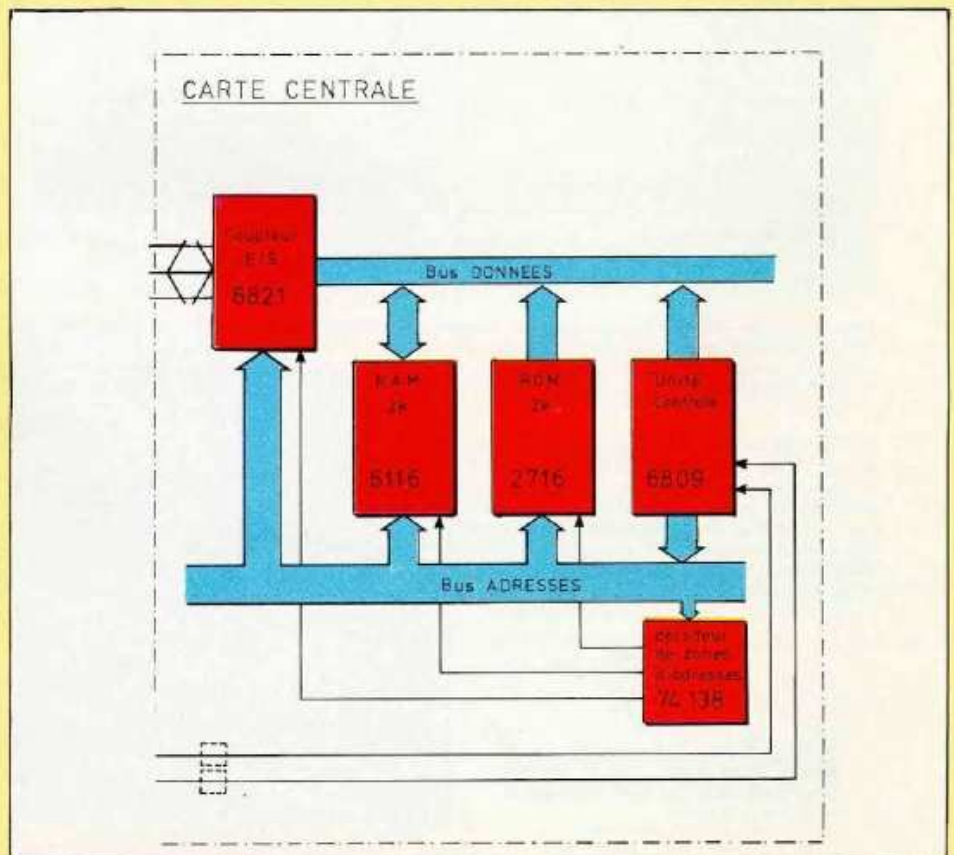 CARTE CENTRALE
Coupleur
E/S
6821
Bus DONNEES
R.A.M
2k
6116
ROM
2k
2716
Unité
Centrale
6809
Bus ADRESSES
décodeur
de zones
d'adresses
74 138